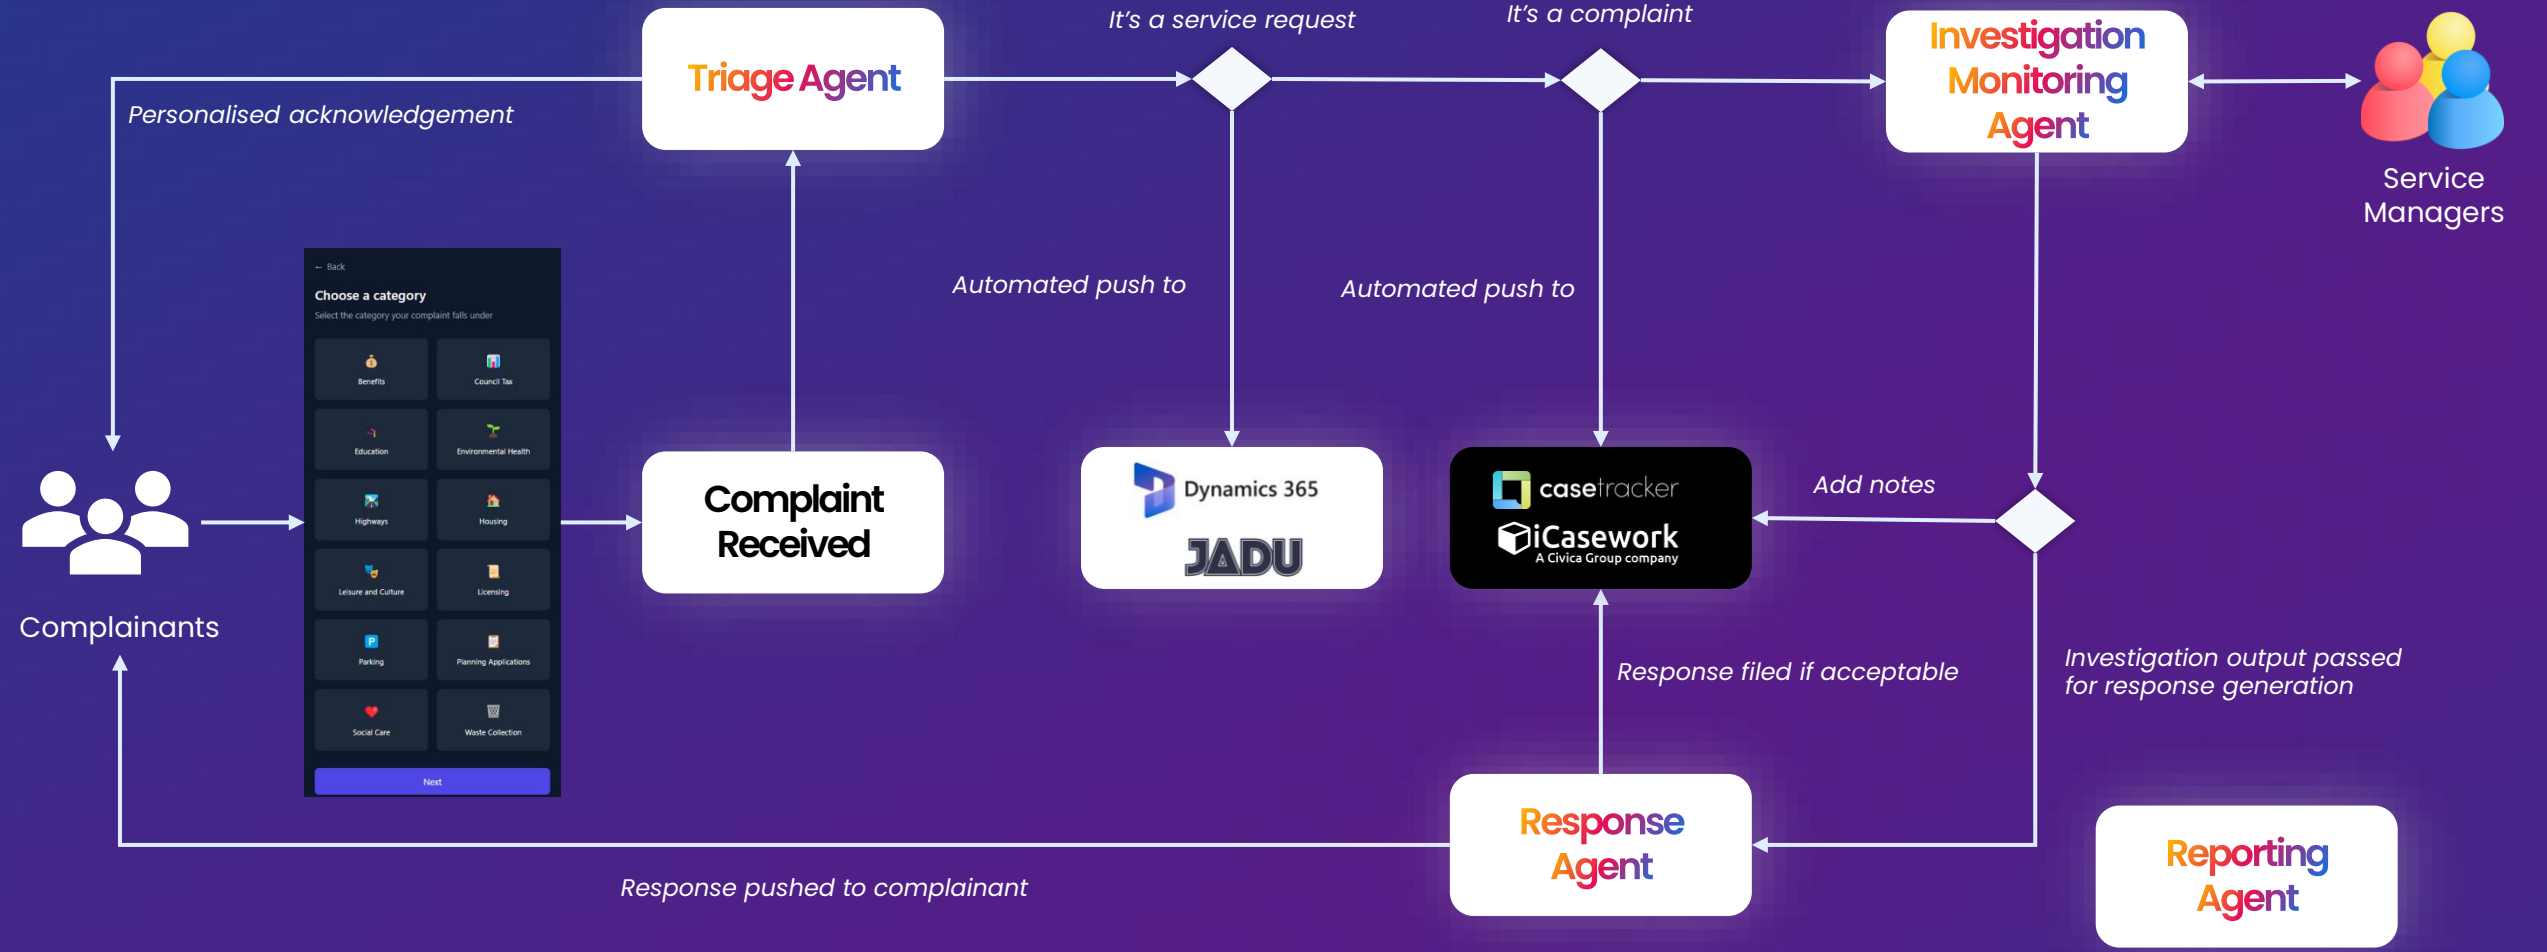 It's a service request
It's a complaint
Triage Agent
Investigation
Monitoring
Agent
Personalised acknowledgement
Service
Managers
← Back
Choose a category
Select the category your complaint falls under
Benefits
Council Tax
Education
Environmental Health
Highways
Housing
Leisure and Culture
Licensing
P
Parking
Planning Applications
Social Care
Waste Collection
Next
Automated push to
Automated push to
Complainants
Complaint
Received
Dynamics 365
JADU
casetracker
iCasework
A Civica Group company
Add notes
Response filed if acceptable
Investigation output passed
for response generation
Response
Agent
Reporting
Agent
Response pushed to complainant